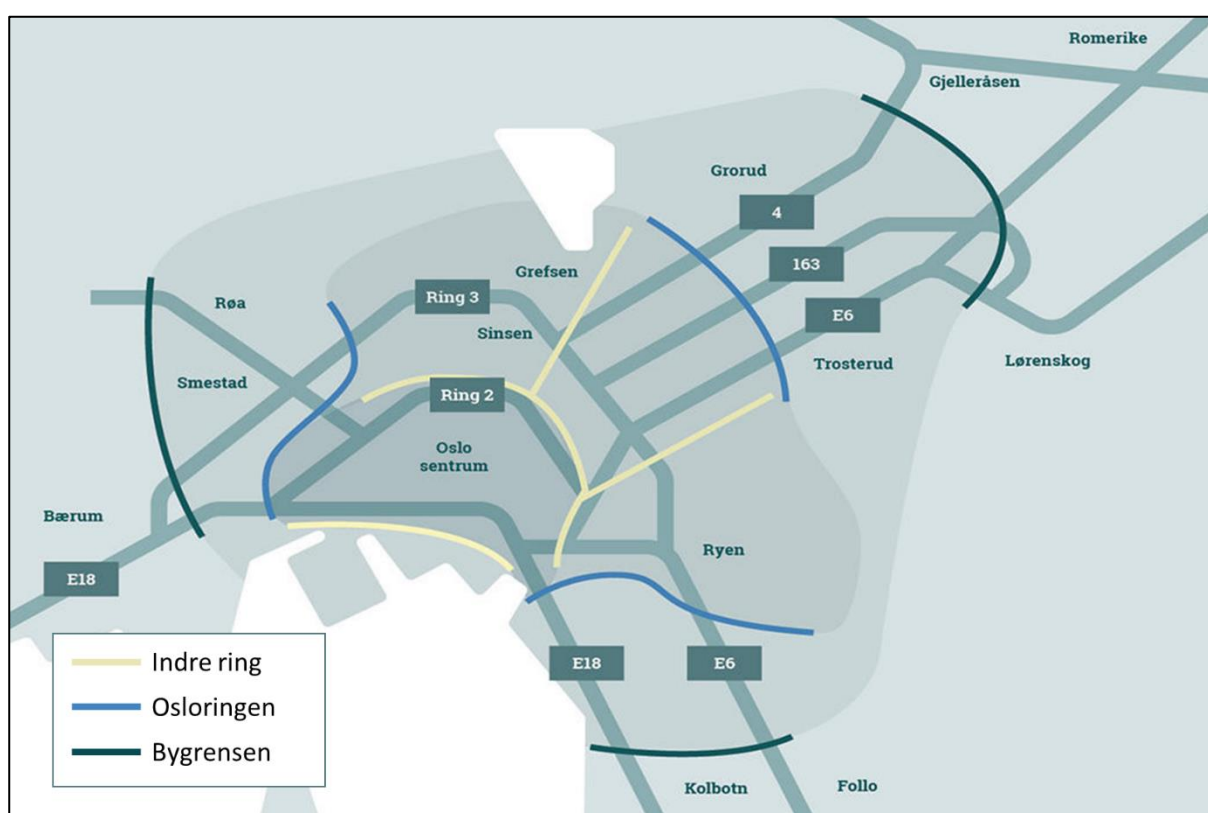 Romerike
Gjelleråsen
Grorud
4
163
Grefsen
Røa
Ring 3
E6
Sinsen
Trosterud
Lørenskog
Smestad
Ring 2
Oslo
sentrum
Bærum
Ryen
E18
Indre ring
Osloringen
Bygrensen
E18
E6
Kolbotn
Follo